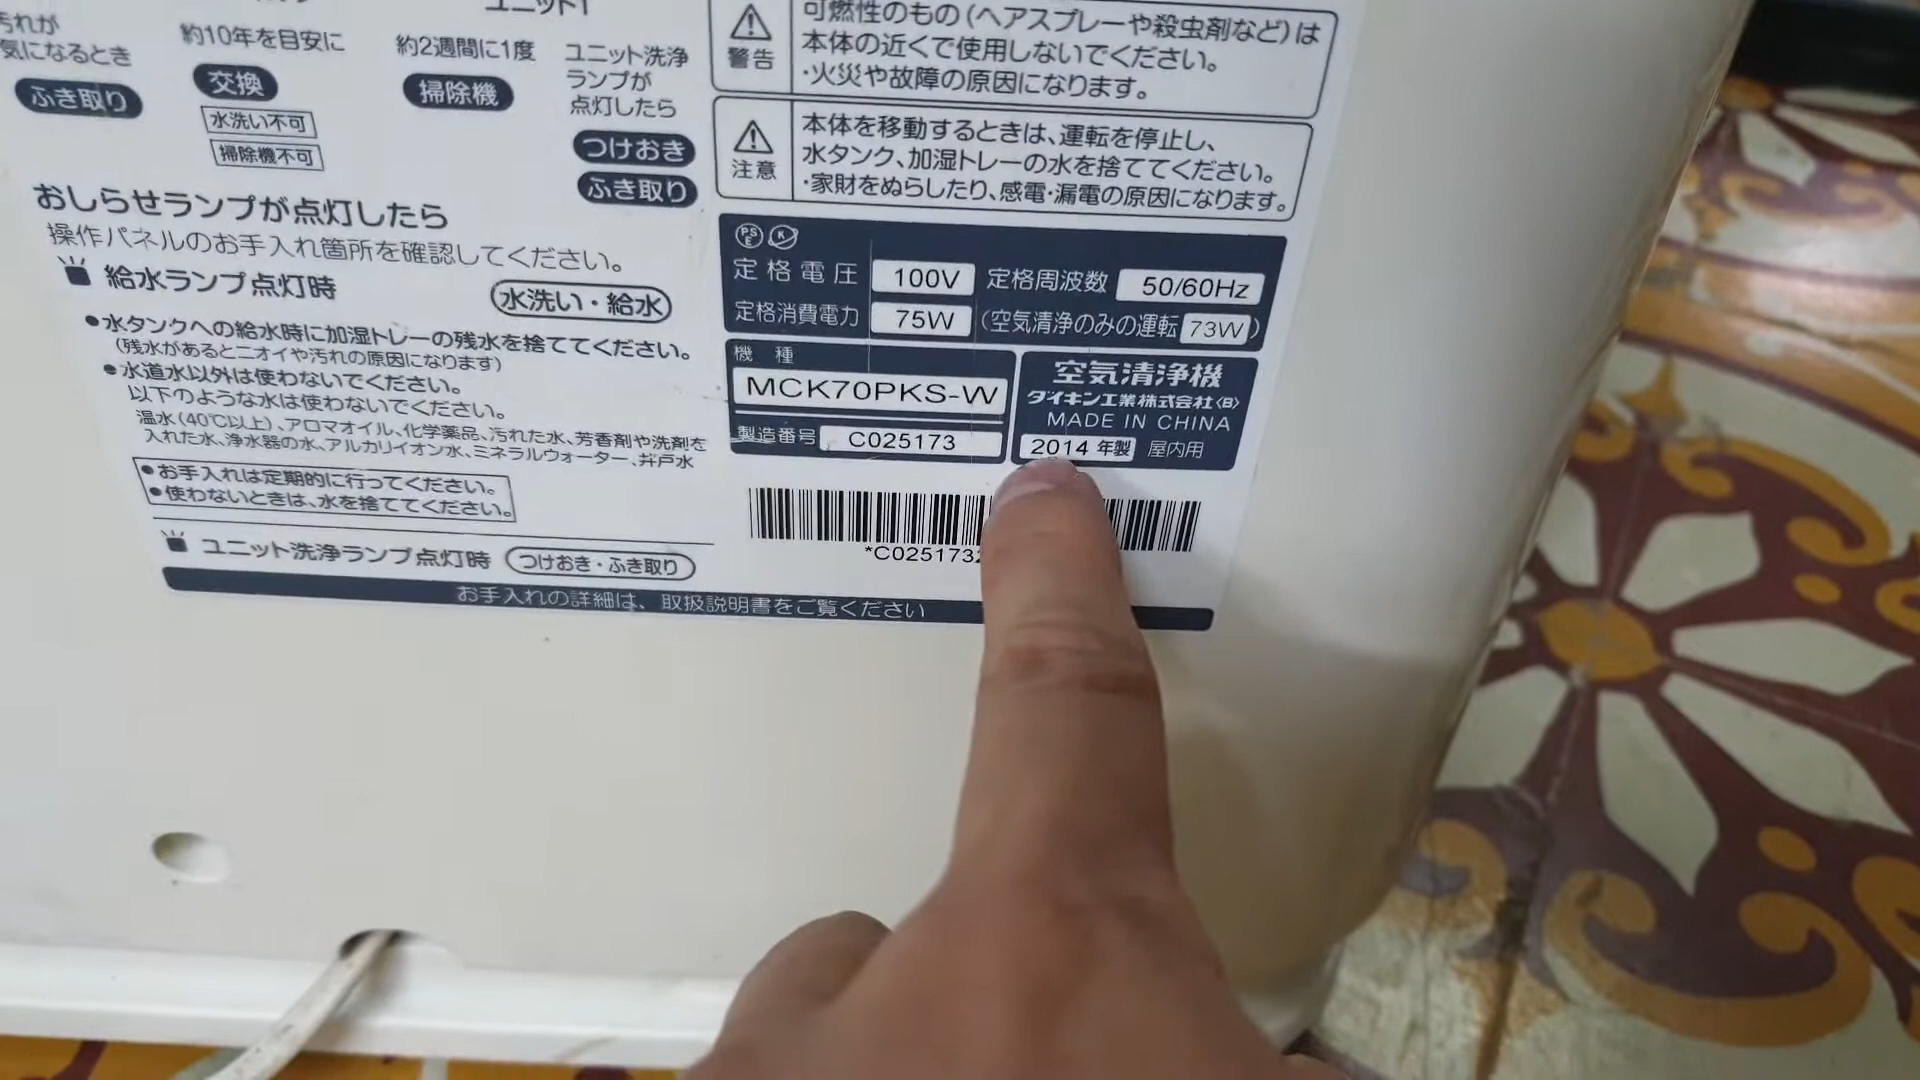 汚れが
気になるとき
ふき取り
約10年を目安に
交換
水洗い不可
掃除機不可
約2週間に1度
掃除機
ユニット1
ユニット洗浄
ランプが
点灯したら
つけおき
ふき取り
おしらせランプが点灯したら
操作パネルのお手入れ箇所を確認してください。
給水ランプ点灯時
水洗い・給水
●水タンクへの給水時に加湿トレーの残水を捨ててください。
(残水があるとニオイや汚れの原因になります)
●水道水以外は使わないでください。
以下のような水は使わないでください。
温水(40℃以上)、アロマオイル、化学薬品、汚れた水、芳香剤や洗剤を
入れた水、浄水器の水、アルカリイオン水、ミネラルウォーター、井戸水
●お手入れは定期的に行ってください。
●使わないときは、水を捨ててください。
ユニット洗浄ランプ点灯時
つけおき・ふき取り
お手入れの詳細は、取扱説明書をご覧ください
警告
可燃性のもの(ヘアスプレーや殺虫剤など)は
本体の近くで使用しないでください。
・火災や故障の原因になります。
注意
本体を移動するときは、運転を停止し、
水タンク、加湿トレーの水を捨ててください。
・家財をぬらしたり、感電・漏電の原因になります。
PS
E
K
定格電圧 100V 定格周波数 50/60Hz
定格消費電力 75W (空気清浄のみの運転 73W)
機種
MCK70PKS-W
製造番号 C025173
空気清浄機
ダイキン工業株式会社〈B〉
MADE IN CHINA
2014年製 屋内用
*C025173